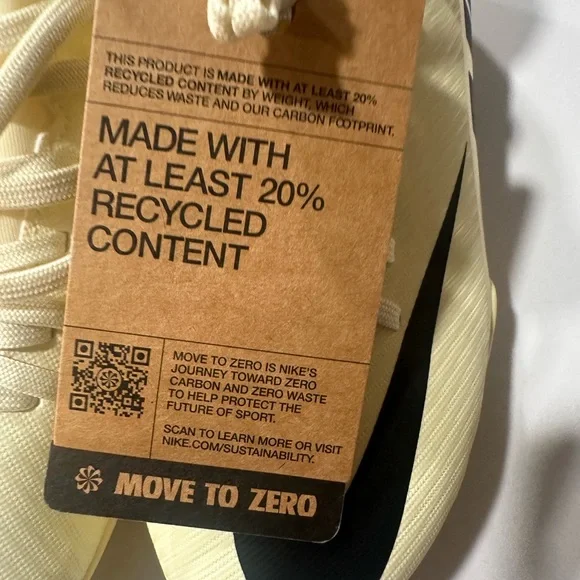 THIS PRODUCT IS MADE WITH AT LEAST 20%
RECYCLED CONTENT BY WEIGHT, WHICH
REDUCES WASTE AND OUR CARBON FOOTPRINT.
MADE WITH
AT LEAST 20%
RECYCLED
CONTENT
MOVE TO ZERO IS NIKE'S
JOURNEY TOWARD ZERO
CARBON AND ZERO WASTE
TO HELP PROTECT THE
FUTURE OF SPORT.
SCAN TO LEARN MORE OR VISIT
NIKE.COM/SUSTAINABILITY.
MOVE TO ZERO